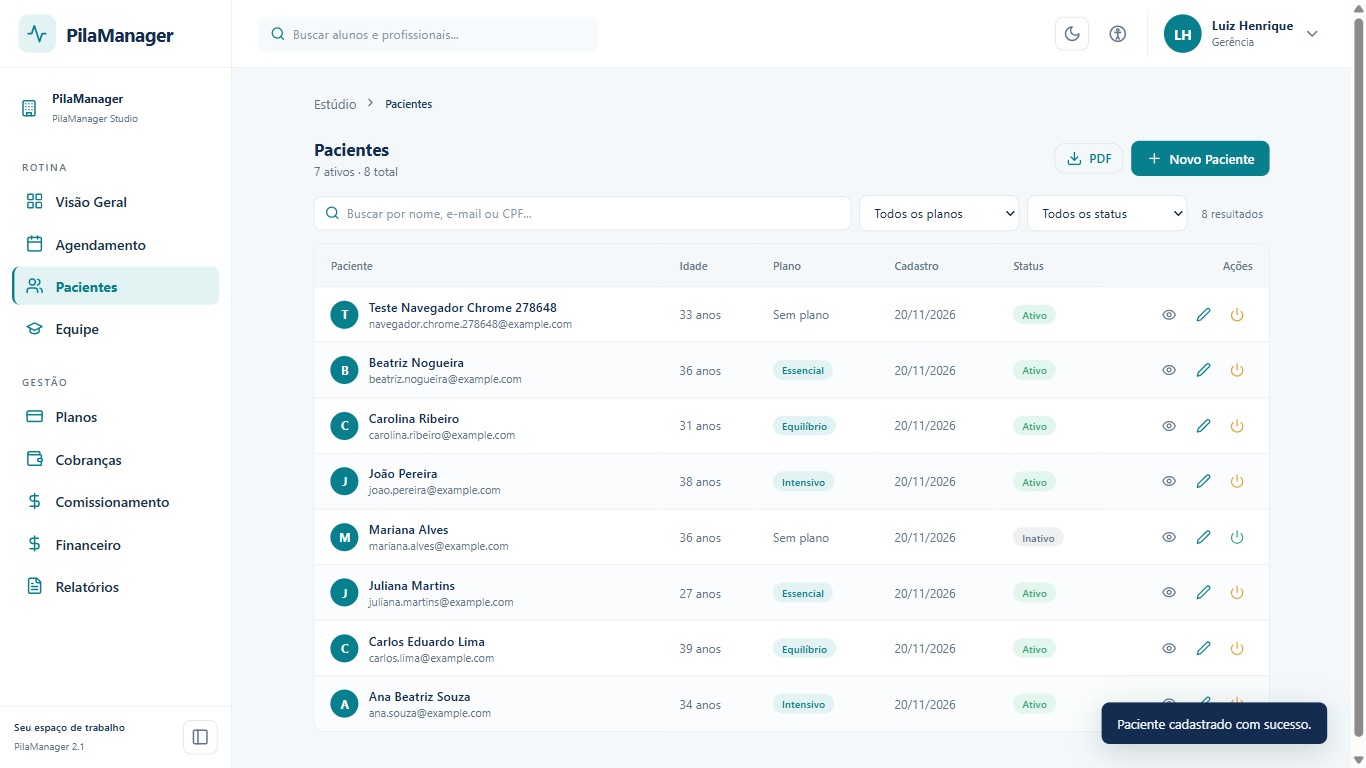 PilaManager
Buscar alunos e profissionais...
LH
Luiz Henrique
Gerência
PilaManager
PilaManager Studio
ROTINA
Visão Geral
Agendamento
Pacientes
Equipe
GESTÃO
Planos
Cobranças
Comissionamento
Financeiro
Relatórios
Seu espaço de trabalho
PilaManager 2.1
Estúdio > Pacientes
Pacientes
7 ativos · 8 total
PDF
+ Novo Paciente
Buscar por nome, e-mail ou CPF...
Todos os planos
Todos os status
8 resultados
Paciente Idade Plano Cadastro Status Ações
T Teste Navegador Chrome 278648 33 anos Sem plano 20/11/2026 Ativo
navegador.chrome.278648@example.com
B Beatriz Nogueira 36 anos Essencial 20/11/2026 Ativo
beatriz.nogueira@example.com
C Carolina Ribeiro 31 anos Equilíbrio 20/11/2026 Ativo
carolina.ribeiro@example.com
J João Pereira 38 anos Intensivo 20/11/2026 Ativo
joao.pereira@example.com
M Mariana Alves 36 anos Sem plano 20/11/2026 Inativo
mariana.alves@example.com
J Juliana Martins 27 anos Essencial 20/11/2026 Ativo
juliana.martins@example.com
C Carlos Eduardo Lima 39 anos Equilíbrio 20/11/2026 Ativo
carlos.lima@example.com
A Ana Beatriz Souza 34 anos Intensivo 20/11/2026 Ativo
ana.souza@example.com
Paciente cadastrado com sucesso.